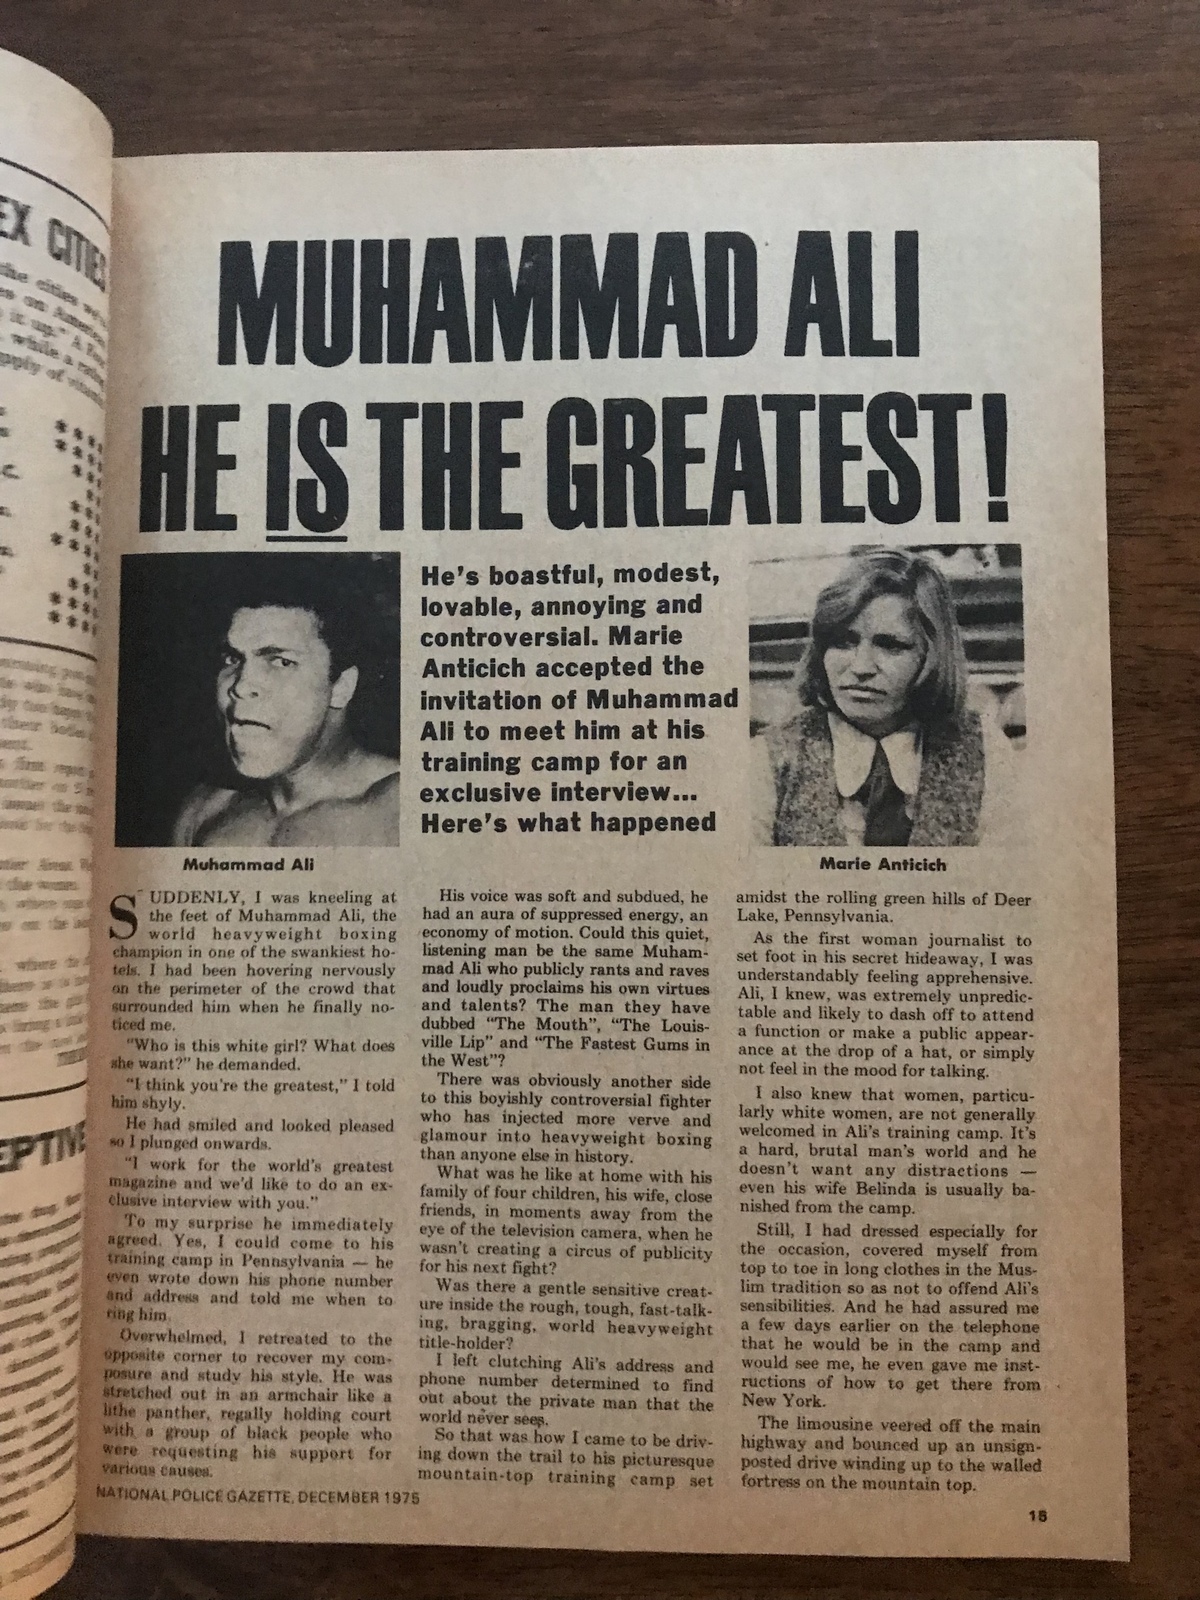 EX CITIES
MUHAMMAD ALI
HE IS THE GREATEST!
He's boastful, modest,
lovable, annoying and
controversial. Marie
Anticich accepted the
invitation of Muhammad
Ali to meet him at his
training camp for an
exclusive interview...
Here's what happened
Muhammad Ali
Marie Anticich
SUDDENLY, I was kneeling at
the feet of Muhammad Ali, the
world heavyweight boxing
champion in one of the swankiest ho-
tels. I had been hovering nervously
on the perimeter of the crowd that
surrounded him when he finally no-
ticed me.
"Who is this white girl? What does
she want?" he demanded.
"I think you're the greatest," I told
him shyly.
He had smiled and looked pleased
so I plunged onwards.
"I work for the world's greatest
magazine and we'd like to do an ex-
clusive interview with you."
To my surprise he immediately
agreed. Yes, I could come to his
training camp in Pennsylvania — he
even wrote down his phone number
and address and told me when to
ring him.
Overwhelmed, I retreated to the
opposite corner to recover my com-
posure and study his style. He was
stretched out in an armchair like a
lithe panther, regally holding court
with a group of black people who
were requesting his support for
various causes.
His voice was soft and subdued, he
had an aura of suppressed energy, an
economy of motion. Could this quiet,
listening man be the same Muham-
mad Ali who publicly rants and raves
and loudly proclaims his own virtues
and talents? The man they have
dubbed "The Mouth", "The Louis-
ville Lip" and "The Fastest Gums in
the West"?
There was obviously another side
to this boyishly controversial fighter
who has injected more verve and
glamour into heavyweight boxing
than anyone else in history.
What was he like at home with his
family of four children, his wife, close
friends, in moments away from the
eye of the television camera, when he
wasn't creating a circus of publicity
for his next fight?
Was there a gentle sensitive creat-
ure inside the rough, tough, fast-talk-
ing, bragging, world heavyweight
title-holder?
I left clutching Ali's address and
phone number determined to find
out about the private man that the
world never sees.
So that was how I came to be driv-
ing down the trail to his picturesque
mountain-top training camp set
amidst the rolling green hills of Deer
Lake, Pennsylvania.
As the first woman journalist to
set foot in his secret hideaway, I was
understandably feeling apprehensive.
Ali, I knew, was extremely unpredic-
table and likely to dash off to attend
a function or make a public appear-
ance at the drop of a hat, or simply
not feel in the mood for talking.
I also knew that women, particu-
larly white women, are not generally
welcomed in Ali's training camp. It's
a hard, brutal man's world and he
doesn't want any distractions —
even his wife Belinda is usually ba-
nished from the camp.
Still, I had dressed especially for
the occasion, covered myself from
top to toe in long clothes in the Mus-
lim tradition so as not to offend Ali's
sensibilities. And he had assured me
a few days earlier on the telephone
that he would be in the camp and
would see me, he even gave me inst-
ructions of how to get there from
New York.
The limousine veered off the main
highway and bounced up an unsign-
posted drive winding up to the walled
fortress on the mountain top.
NATIONAL POLICE GAZETTE, DECEMBER 1975
15